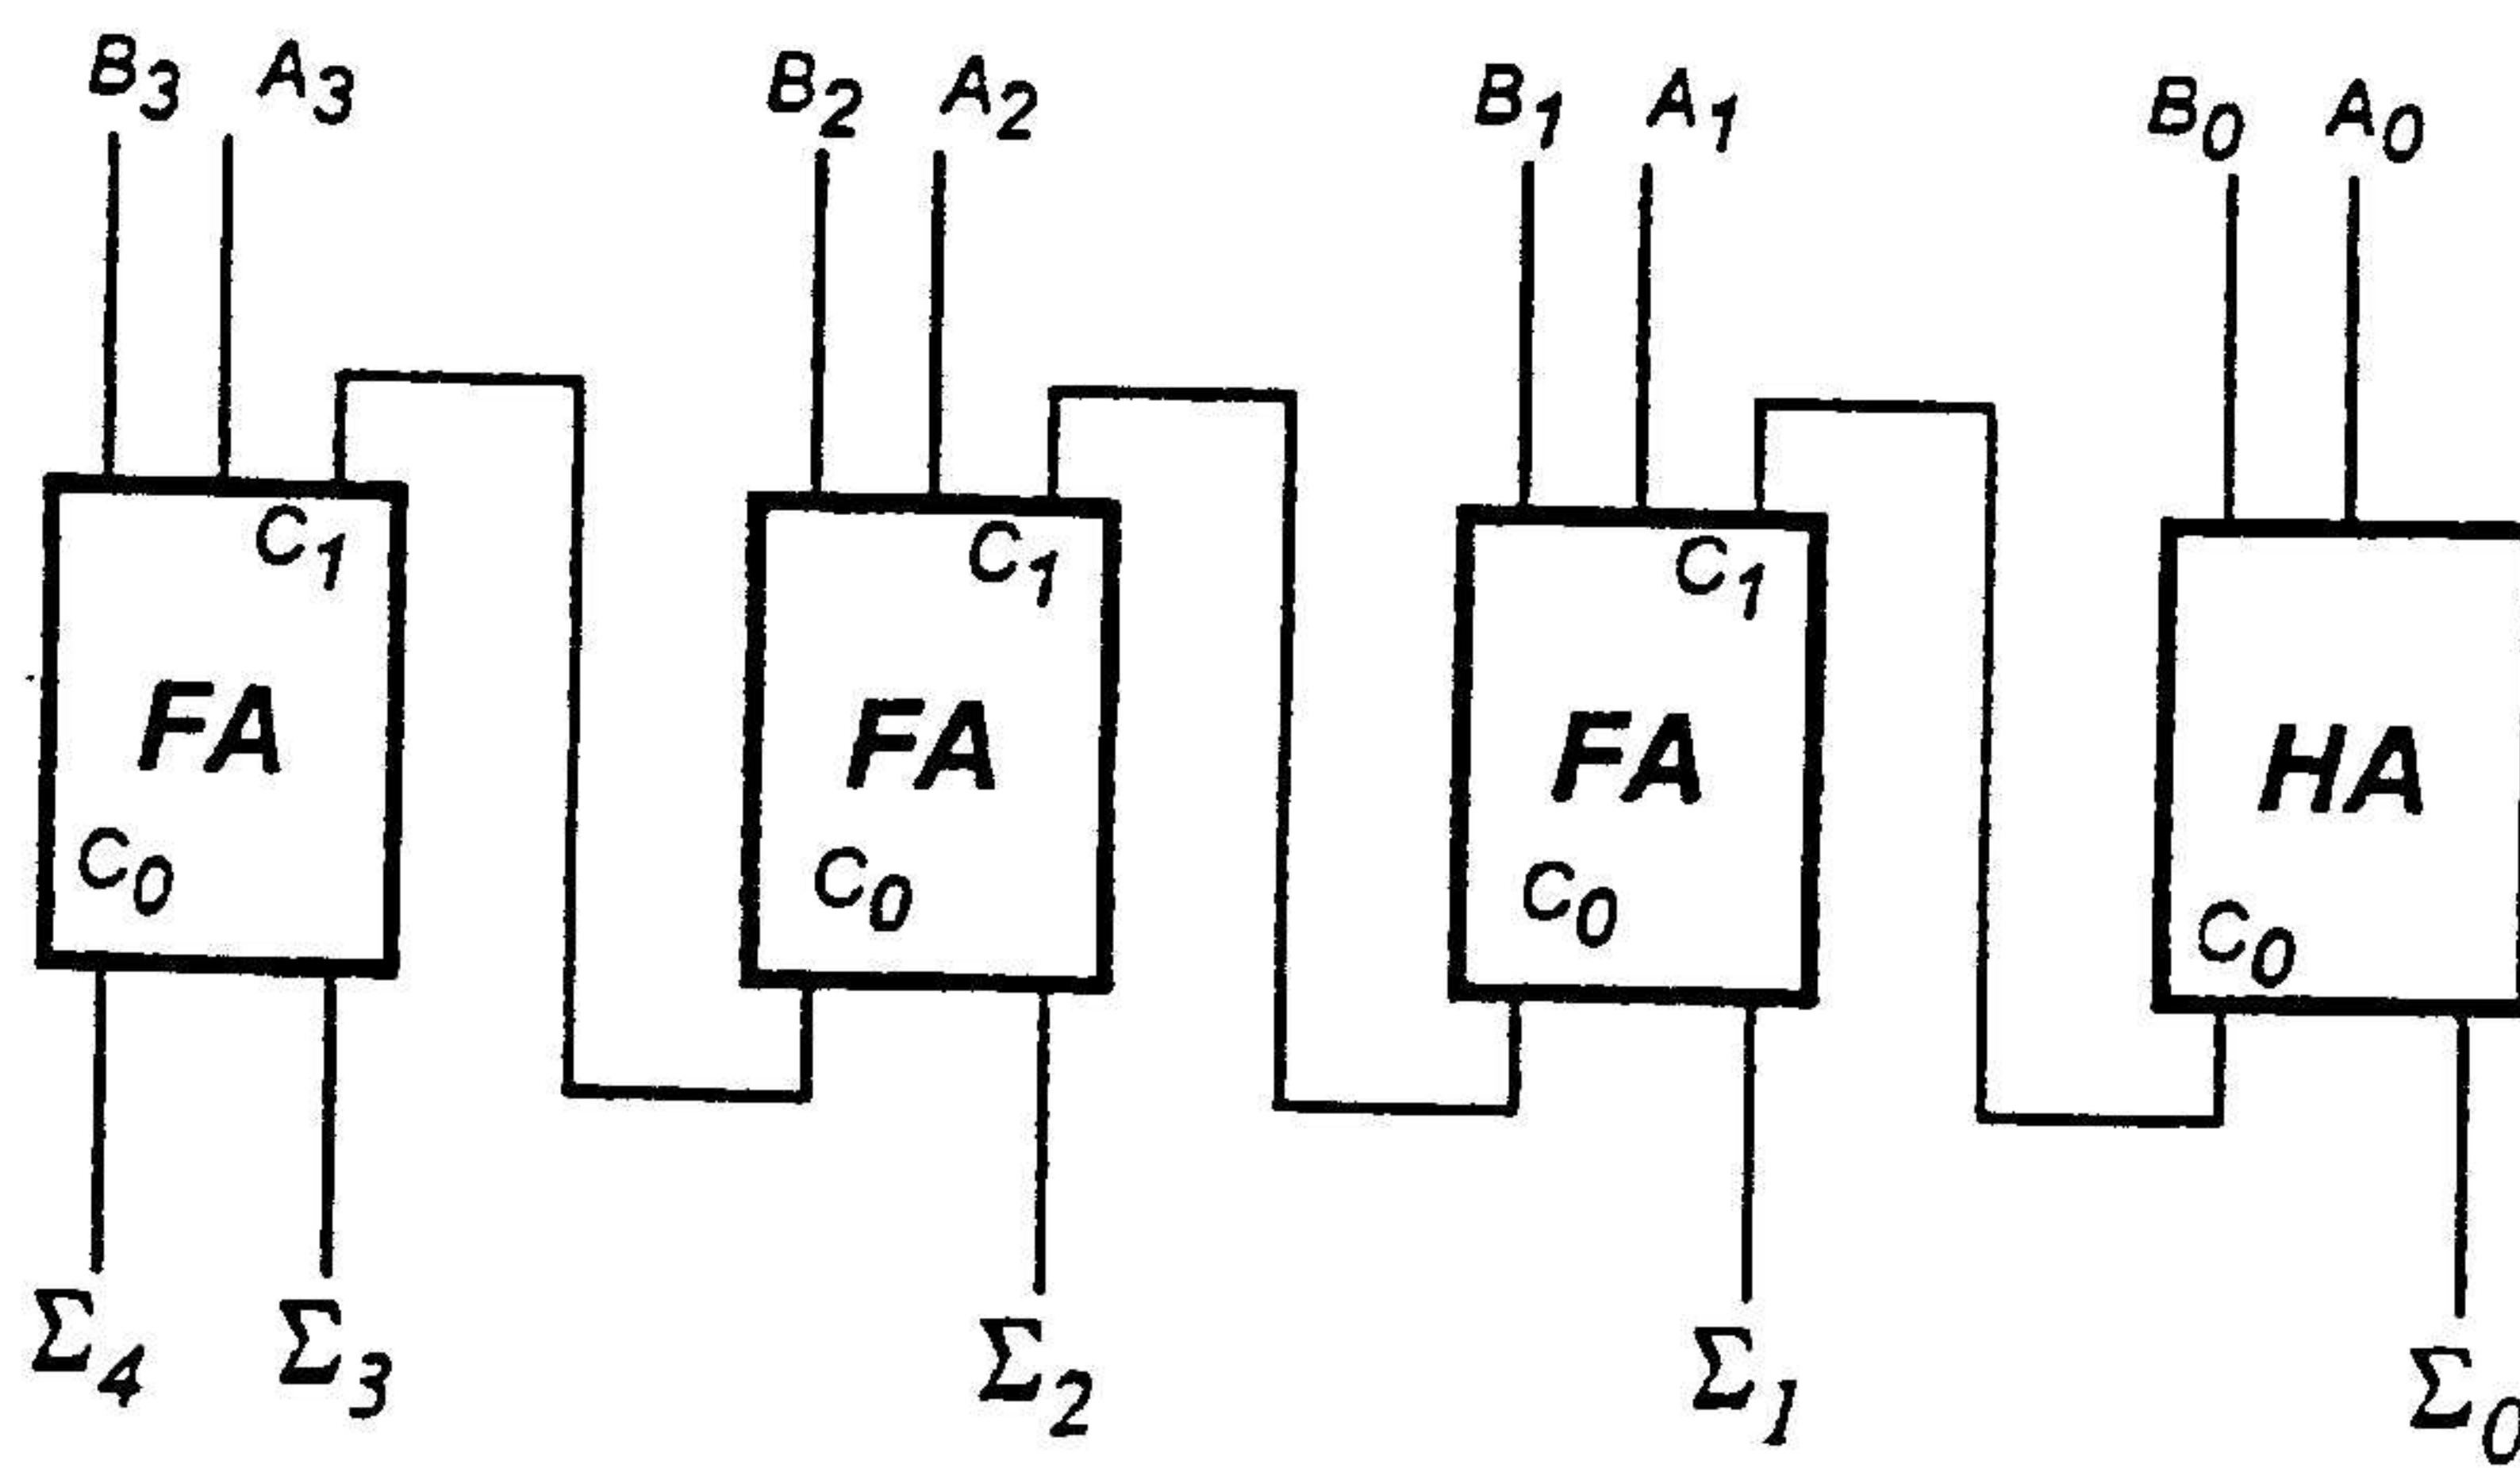 B3 A3 B2 A2 B1 A1 B0 A0
C1 C1 C1
FA FA FA HA
C0 C0 C0 C0
Σ4 Σ3 Σ2 Σ1 Σ0